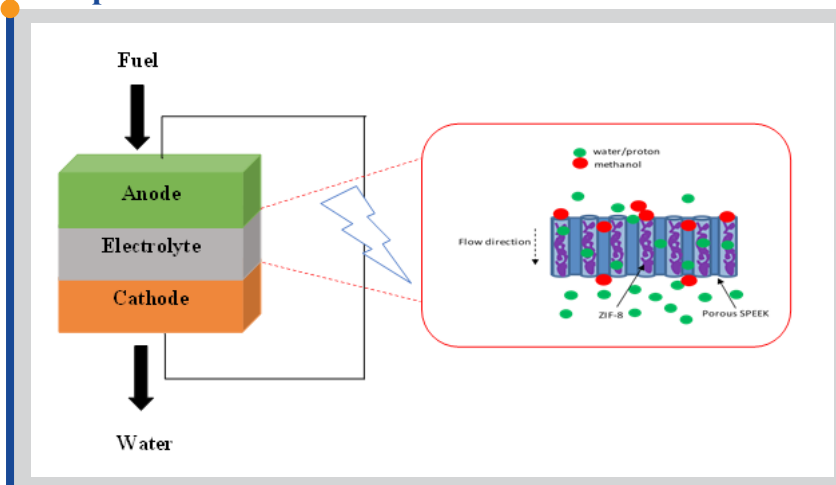 Fuel
Anode
Electrolyte
Cathode
Water
water/proton
methanol
Flow direction
ZIF-8
Porous SPEEK